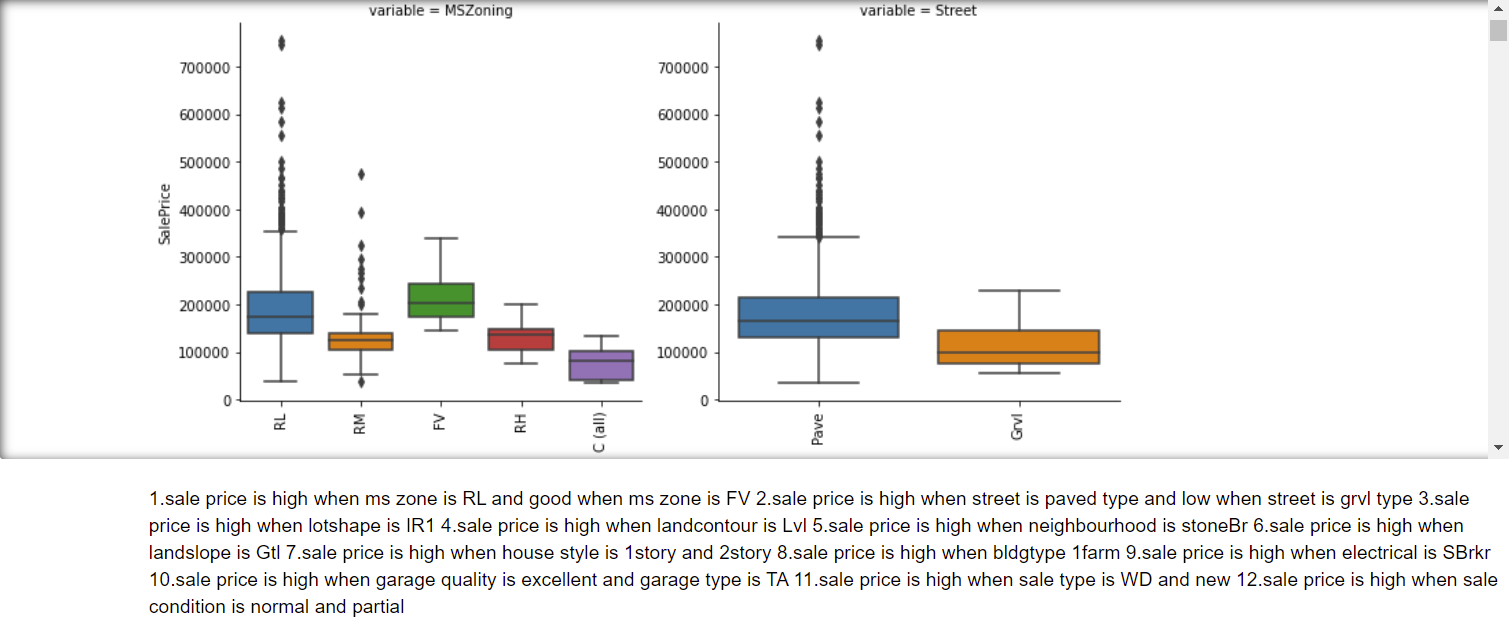 variable = MSZoning
variable = Street
SalePrice
700000
600000
500000
400000
300000
200000
100000
0
RL
RM
FV
RH
C (all)
700000
600000
500000
400000
300000
200000
100000
0
Pave
Grvl
1.sale price is high when ms zone is RL and good when ms zone is FV 2.sale price is high when street is paved type and low when street is grvl type 3.sale
price is high when lotshape is IR1 4.sale price is high when landcontour is Lvl 5.sale price is high when neighbourhood is stoneBr 6.sale price is high when
landslope is Gtl 7.sale price is high when house style is 1story and 2story 8.sale price is high when bldgtype 1farm 9.sale price is high when electrical is SBrkr
10.sale price is high when garage quality is excellent and garage type is TA 11.sale price is high when sale type is WD and new 12.sale price is high when sale
condition is normal and partial